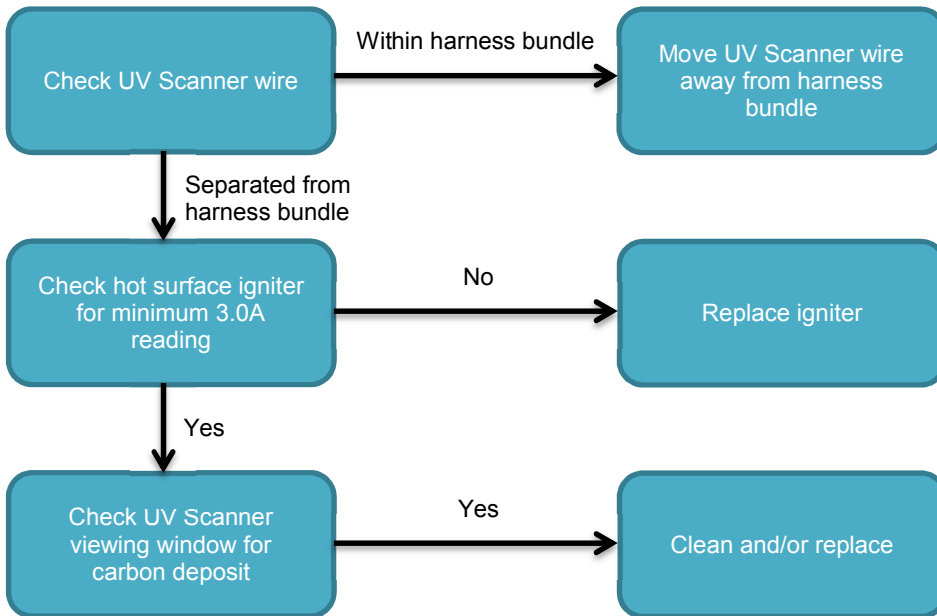 Check UV Scanner wire
Within harness bundle
Move UV Scanner wire
away from harness
bundle
Separated from
harness bundle
Check hot surface igniter
for minimum 3.0A
reading
No
Replace igniter
Yes
Check UV Scanner
viewing window for
carbon deposit
Yes
Clean and/or replace